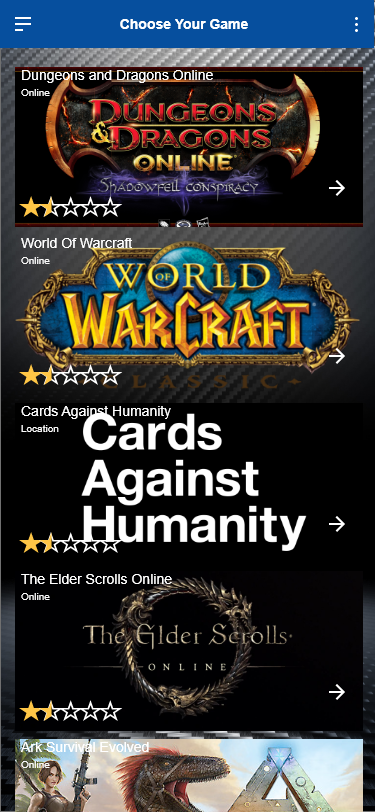 Choose Your Game
Dungeons and Dragons Online
Online
DUNGEONS
& DRAGONS
ONLINE
SHADOWFELL CONSPIRACY
World Of Warcraft
Online
WORLD
OF
WARCRAFT
CLASSIC
Cards Against Humanity
Location
Cards
Against
Humanity
The Elder Scrolls Online
Online
The Elder Scrolls
ONLINE
Ark Survival Evolved
Online